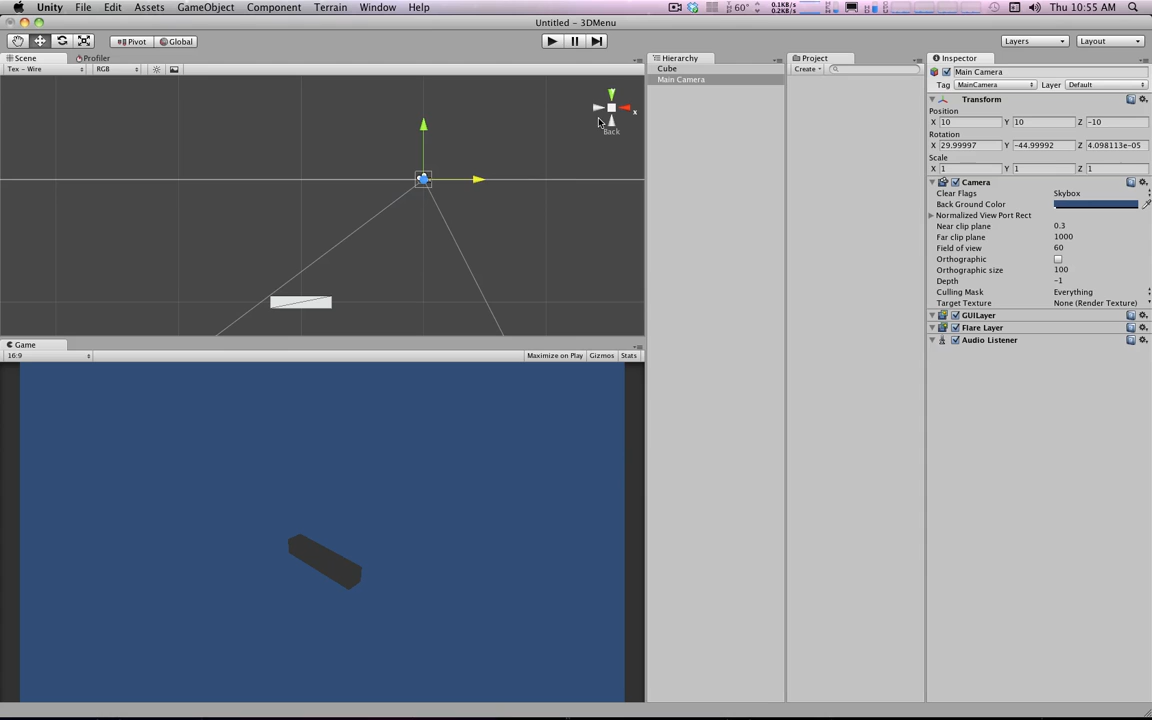 Unity File Edit Assets GameObject Component Terrain Window Help 60° 0.1KB/s 0.2KB/s Thu 10:55 AM
Untitled - 3DMenu
Pivot Global Layers Layout
Scene Profiler Hierarchy Project Inspector
Tex - Wire RGB Cube Create Main Camera
Main Camera
Tag MainCamera Layer Default
Transform
Position
X 10 Y 10 Z -10
Rotation
X 29.99997 Y -44.99992 Z 4.098113e-05
Scale
X 1 Y 1 Z 1
x
Back
Camera
Clear Flags Skybox
Back Ground Color
Normalized View Port Rect
Near clip plane 0.3
Far clip plane 1000
Field of view 60
Orthographic
Orthographic size 100
Depth -1
Culling Mask Everything
Target Texture None (Render Texture)
GUILayer
Flare Layer
Audio Listener
Game
16:9 Maximize on Play Gizmos Stats